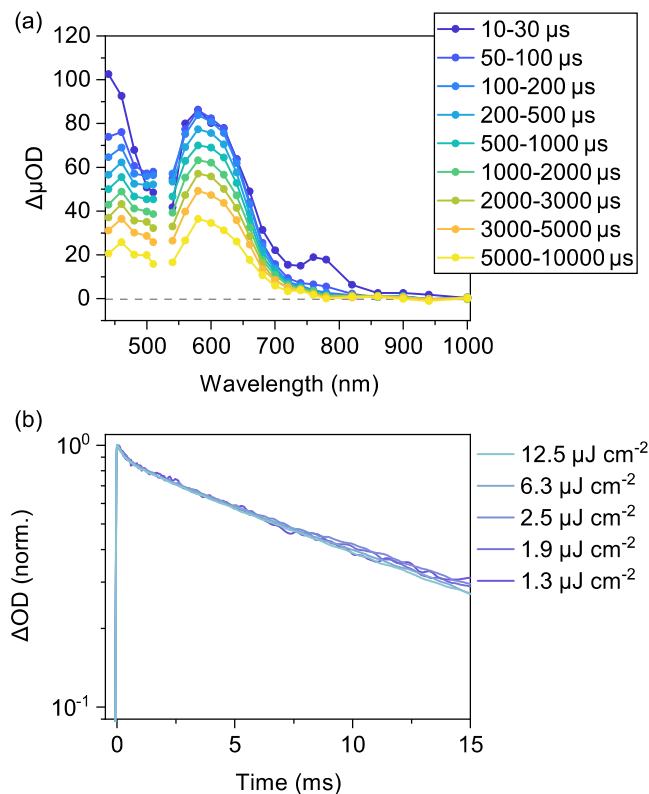 (a)
120
100
80
60
40
20
0
ΔμOD
500
600
700
800
900
1000
Wavelength (nm)
10-30 μs
50-100 μs
100-200 μs
200-500 μs
500-1000 μs
1000-2000 μs
2000-3000 μs
3000-5000 μs
5000-10000 μs
(b)
10⁰
10⁻¹
ΔOD (norm.)
0
5
10
15
Time (ms)
12.5 μJ cm⁻²
6.3 μJ cm⁻²
2.5 μJ cm⁻²
1.9 μJ cm⁻²
1.3 μJ cm⁻²